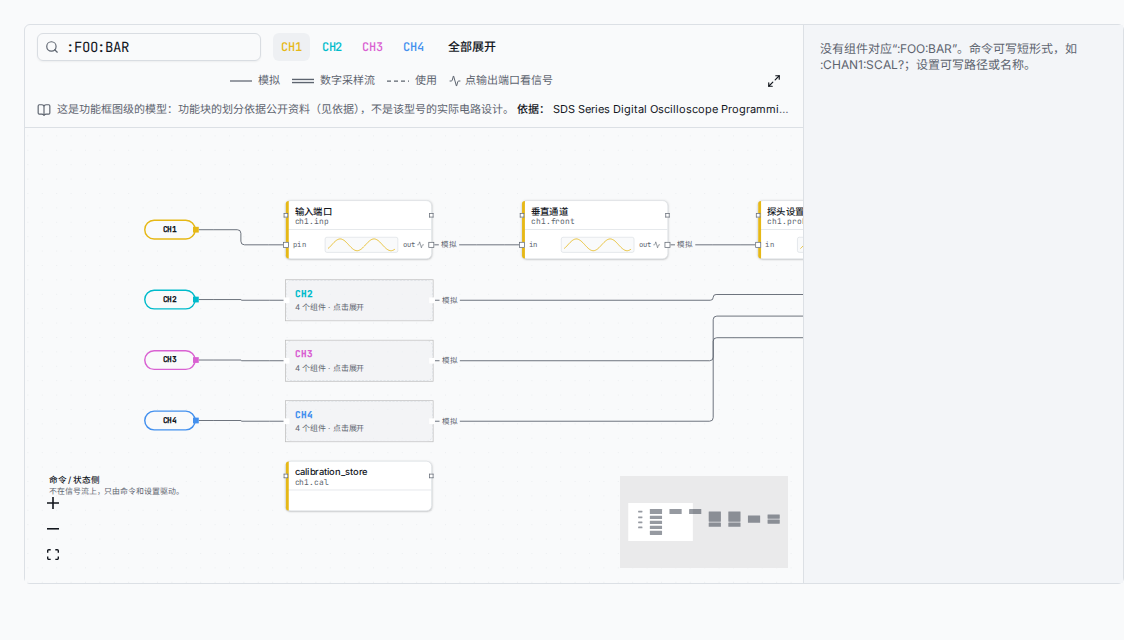 :FOO:BAR
CH1 CH2 CH3 CH4 全部展开
模拟 数字采样流 使用 点输出端口看信号
这是功能框图级的模型：功能块的划分依据公开资料（见依据），不是该型号的实际电路设计。 依据： SDS Series Digital Oscilloscope Programmi...
没有组件对应“:FOO:BAR”。命令可写短形式，如
:CHAN1:SCAL?；设置可写路径或名称。
CH1
输入端口
ch1.inp
pin
out
模拟
垂直通道
ch1.front
in
out
模拟
探头设置
ch1.pro
in
CH2
CH2
4 个组件 · 点击展开
模拟
CH3
CH3
4 个组件 · 点击展开
模拟
CH4
CH4
4 个组件 · 点击展开
模拟
calibration_store
ch1.cal
命令 / 状态侧
不在信号流上，只由命令和设置驱动。